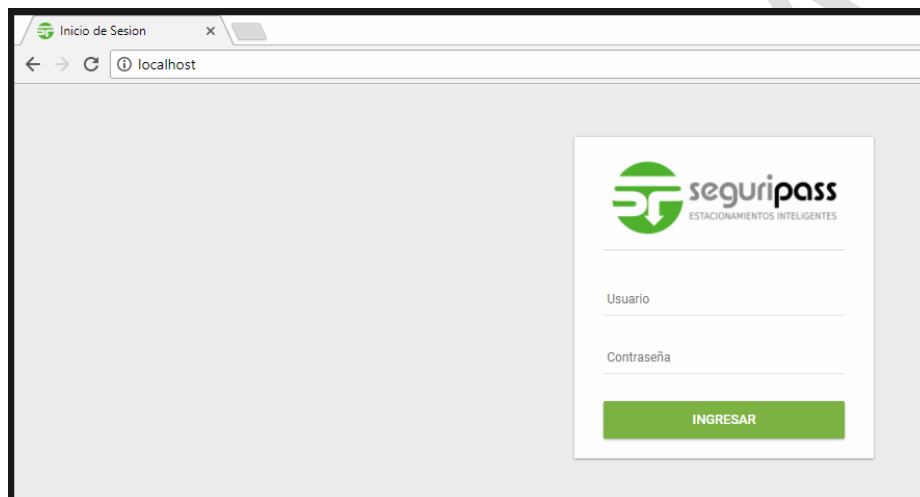 Inicio de Sesion
localhost
seguripass
ESTACIONAMIENTOS INTELIGENTES
Usuario
Contraseña
INGRESAR